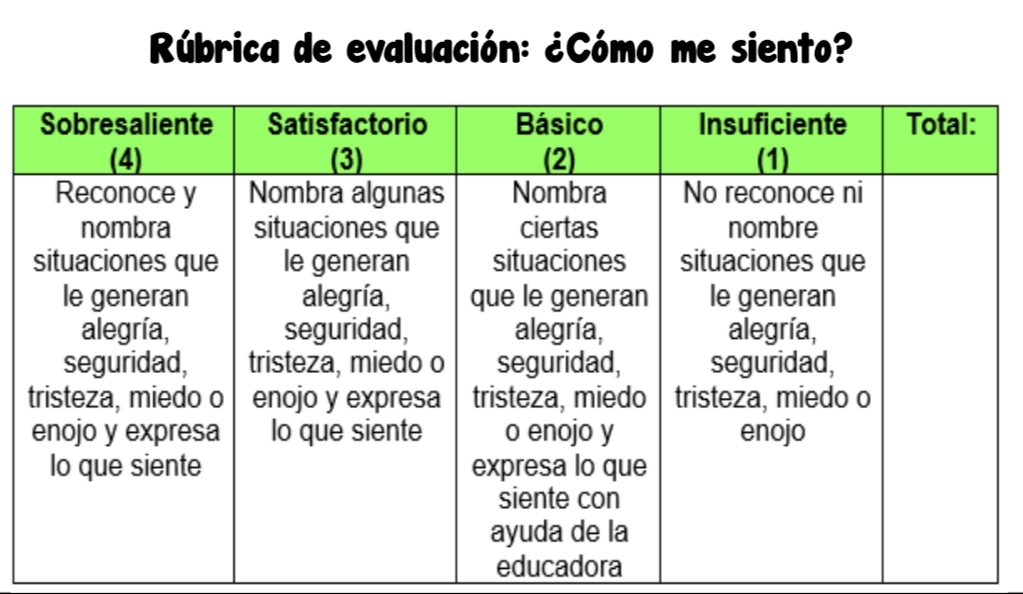 Rúbrica de evaluación: ¿Cómo me siento?
Sobresaliente
(4)
Satisfactorio
(3)
Básico
(2)
Insuficiente
(1)
Total:
Reconoce y
nombra
situaciones que
le generan
alegría,
seguridad,
tristeza, miedo o
enojo y expresa
lo que siente
Nombra algunas
situaciones que
le generan
alegría,
seguridad,
tristeza, miedo o
enojo y expresa
lo que siente
Nombra
ciertas
situaciones
que le generan
alegría,
seguridad,
tristeza, miedo
o enojo y
expresa lo que
siente con
ayuda de la
educadora
No reconoce ni
nombre
situaciones que
le generan
alegría,
seguridad,
tristeza, miedo o
enojo